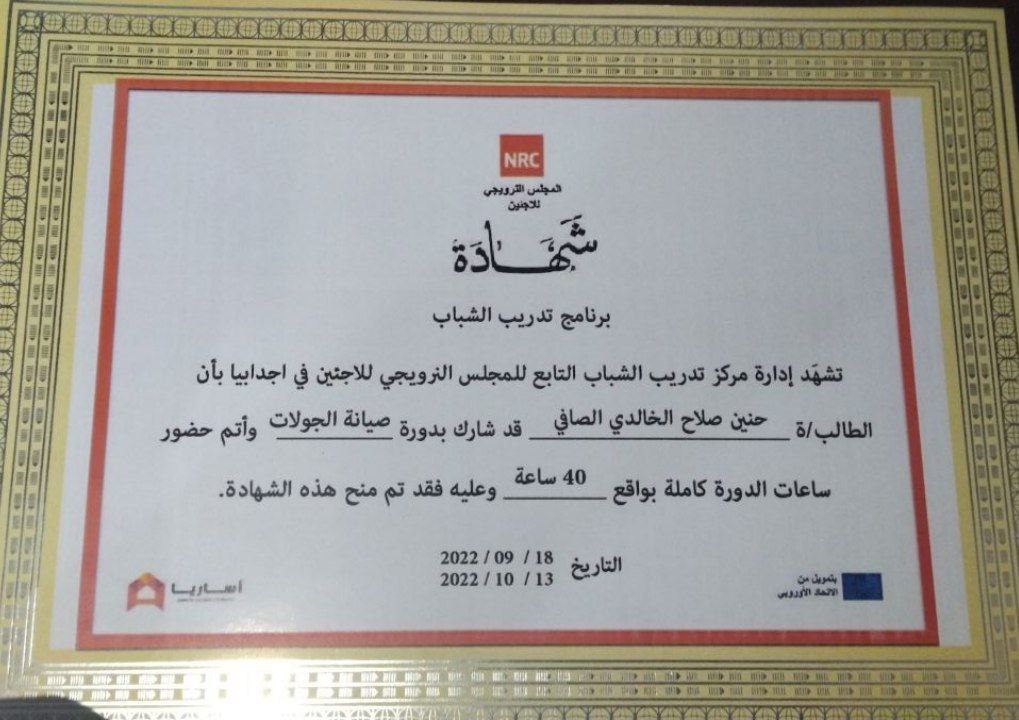 NRC
المجلس النرويجي
للاجئين
شَهَادَة
برنامج تدريب الشباب
تشهَد إدارة مركز تدريب الشباب التابع للمجلس النرويجي للاجئين في اجدابيا بأن
الطالب/ة حنين صلاح الخالدي الصافي قد شارك بدورة صيانة الجولات وأتم حضور
ساعات الدورة كاملة بواقع 40 ساعة وعليه فقد تم منح هذه الشهادة.
التاريخ 18 / 09 / 2022
13 / 10 / 2022
بتمويل من
الاتحاد الأوروبي
أمساريا